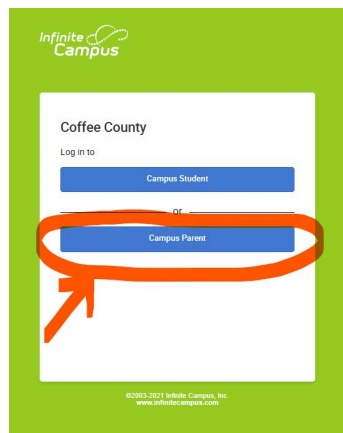 Infinite
Campus
Coffee County
Log in to
Campus Student
or
Campus Parent
©2003-2021 Infinite Campus, Inc.
www.infinitecampus.com